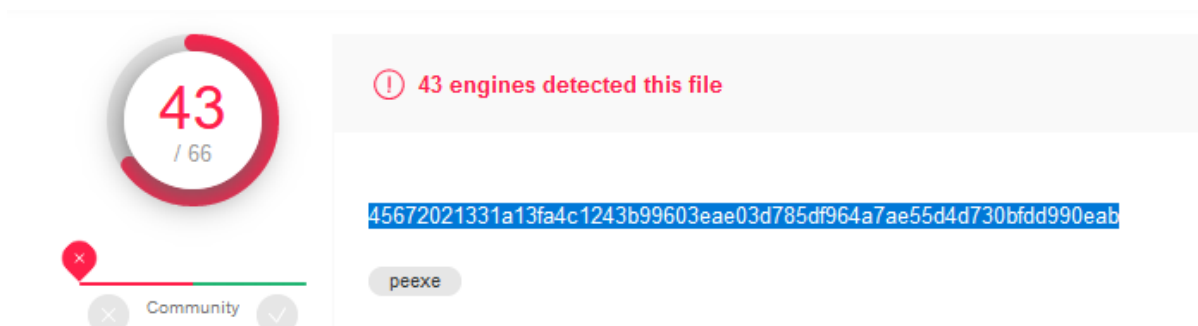 43
/ 66
43 engines detected this file
45672021331a13fa4c1243b99603eae03d785df964a7ae55d4d730bfdd990eab
peexe
Community